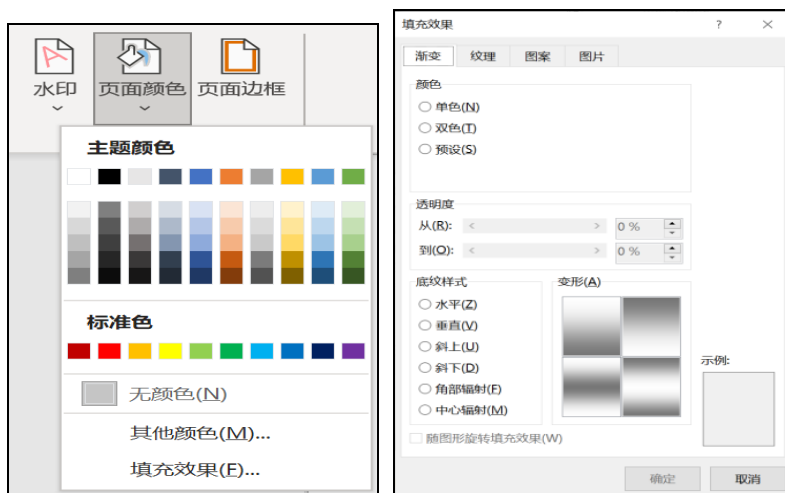 水印 页面颜色 页面边框
主题颜色
标准色
无颜色(N)
其他颜色(M)...
填充效果(F)...
填充效果 ? ×
渐变 纹理 图案 图片
颜色
单色(N)
双色(T)
预设(S)
透明度
从(R): < > 0 %
到(O): < > 0 %
底纹样式 变形(A)
水平(Z)
垂直(V)
斜上(U)
斜下(D)
角部辐射(F)
中心辐射(M)
示例:
随图形旋转填充效果(W)
确定 取消